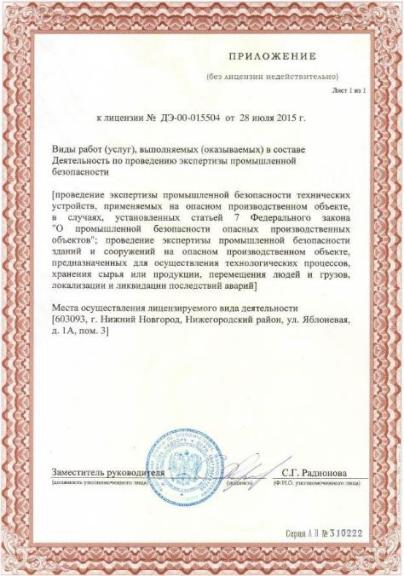 ПРИЛОЖЕНИЕ
(без лицензии недействительно)
Лист 1 из 1
к лицензии № ДЭ-00-015504 от 28 июля 2015 г.
Виды работ (услуг), выполняемых (оказываемых) в составе
Деятельность по проведению экспертизы промышленной
безопасности
[проведение экспертизы промышленной безопасности технических
устройств, применяемых на опасном производственном объекте,
в случаях, установленных статьей 7 Федерального закона
"О промышленной безопасности опасных производственных
объектов"; проведение экспертизы промышленной безопасности
зданий и сооружений на опасном производственном объекте,
предназначенных для осуществления технологических процессов,
хранения сырья или продукции, перемещения людей и грузов,
локализации и ликвидации последствий аварий]
Места осуществления лицензируемого вида деятельности
[603093, г. Нижний Новгород, Нижегородский район, ул. Яблоневая,
д. 1А, пом. 3]
Заместитель руководителя С.Г. Радионова
(должность уполномоченного лица) (подпись) (Ф.И.О. уполномоченного лица)
Серия А П № 310222